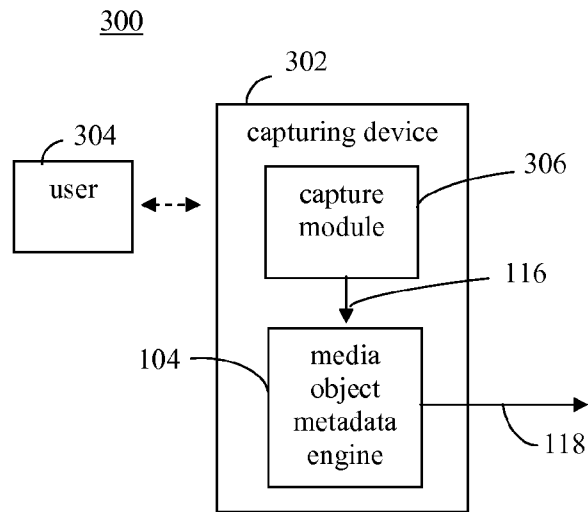 300
302
304
capturing device
user
306
capture
module
116
104
media
object
metadata
engine
118